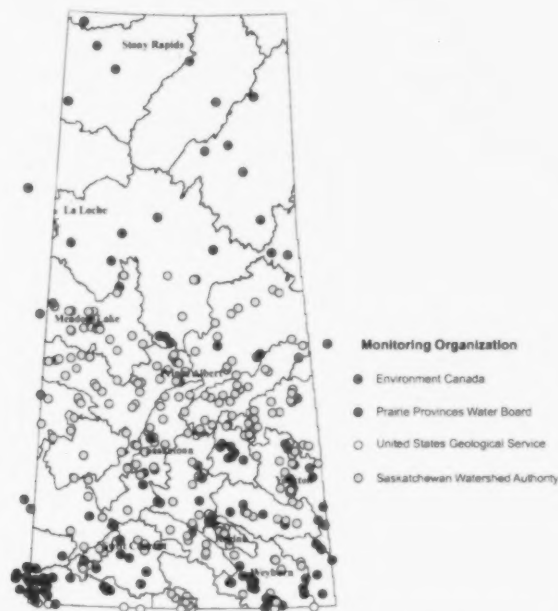 Stony Rapids
La Loche
Meadow Lake
Monitoring Organization
Environment Canada
Prairie Provinces Water Board
United States Geological Service
Saskatchewan Watershed Authority
Weyburn